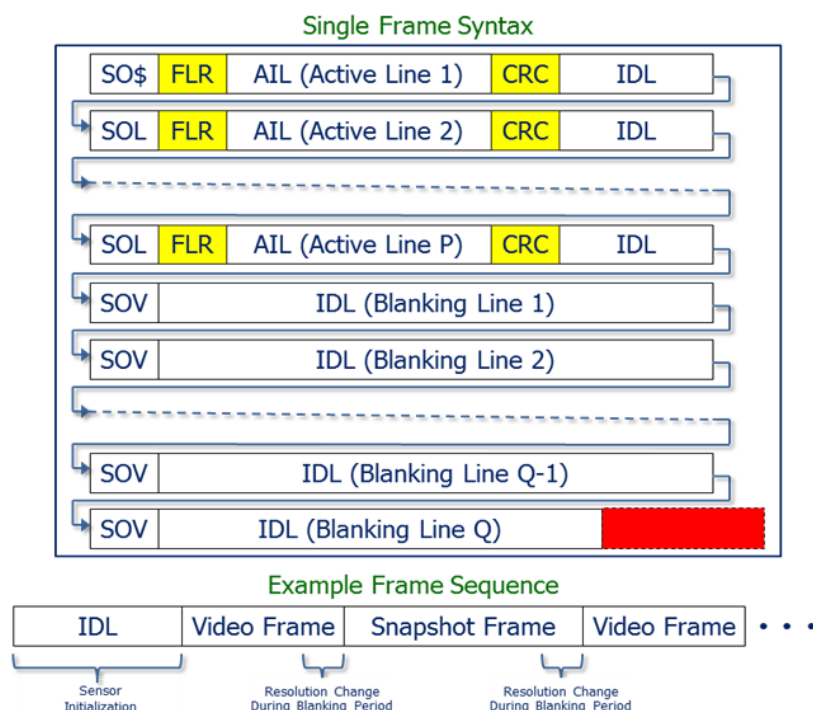 Single Frame Syntax
SO$ FLR AIL (Active Line 1) CRC IDL
SOL FLR AIL (Active Line 2) CRC IDL
SOL FLR AIL (Active Line P) CRC IDL
SOV IDL (Blanking Line 1)
SOV IDL (Blanking Line 2)
SOV IDL (Blanking Line Q-1)
SOV IDL (Blanking Line Q)
Example Frame Sequence
IDL Video Frame Snapshot Frame Video Frame • • •
Sensor Resolution Change Resolution Change
Initialization During Blanking Period During Blanking Period